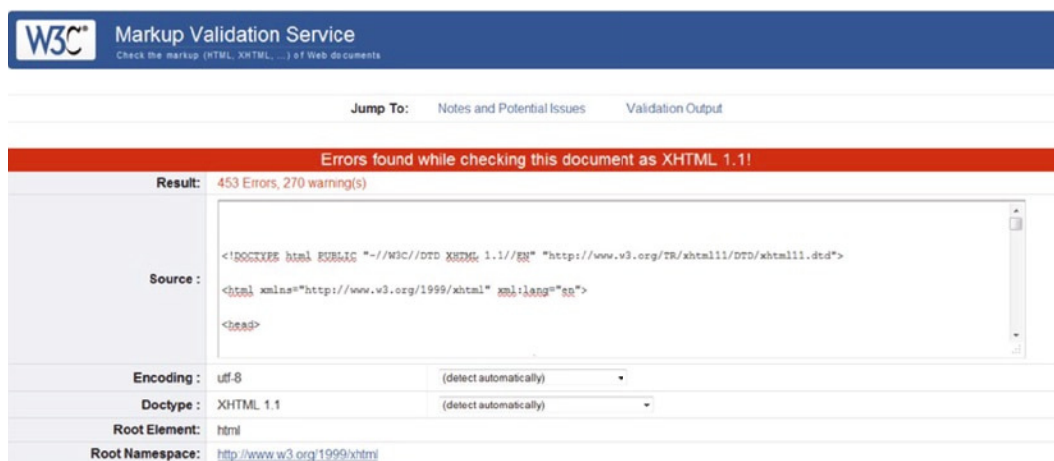 W3C®
Markup Validation Service
Check the markup (HTML, XHTML, ...) of Web documents
Jump To: Notes and Potential Issues Validation Output
Errors found while checking this document as XHTML 1.1!
Result: 453 Errors, 270 warning(s)
Source :
<!DOCTYPE html PUBLIC "-//W3C//DTD XHTML 1.1//EN" "http://www.w3.org/TR/xhtml11/DTD/xhtml11.dtd">
<html xmlns="http://www.w3.org/1999/xhtml" xml:lang="en">
<head>
Encoding : utf-8 (detect automatically)
Doctype : XHTML 1.1 (detect automatically)
Root Element: html
Root Namespace: http://www.w3.org/1999/xhtml